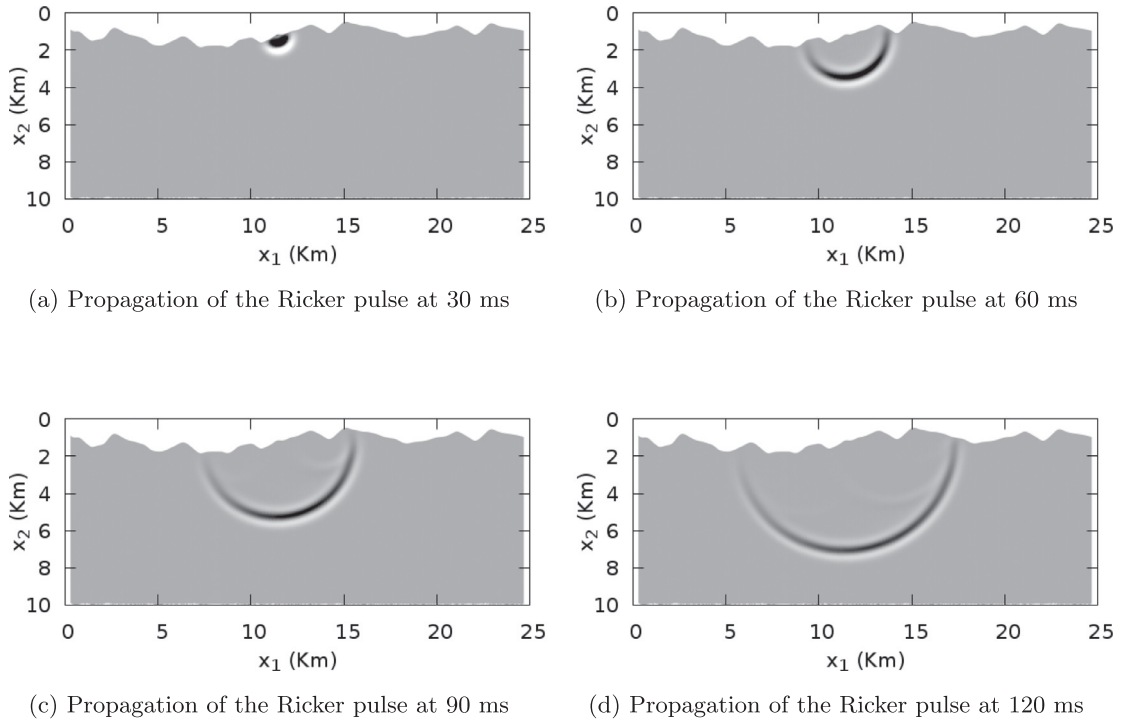 0
2
4
6
8
10
x2 (Km)
0 5 10 15 20 25
x1 (Km)
(a) Propagation of the Ricker pulse at 30 ms
0
2
4
6
8
10
x2 (Km)
0 5 10 15 20 25
x1 (Km)
(b) Propagation of the Ricker pulse at 60 ms
0
2
4
6
8
10
x2 (Km)
0 5 10 15 20 25
x1 (Km)
(c) Propagation of the Ricker pulse at 90 ms
0
2
4
6
8
10
x2 (Km)
0 5 10 15 20 25
x1 (Km)
(d) Propagation of the Ricker pulse at 120 ms